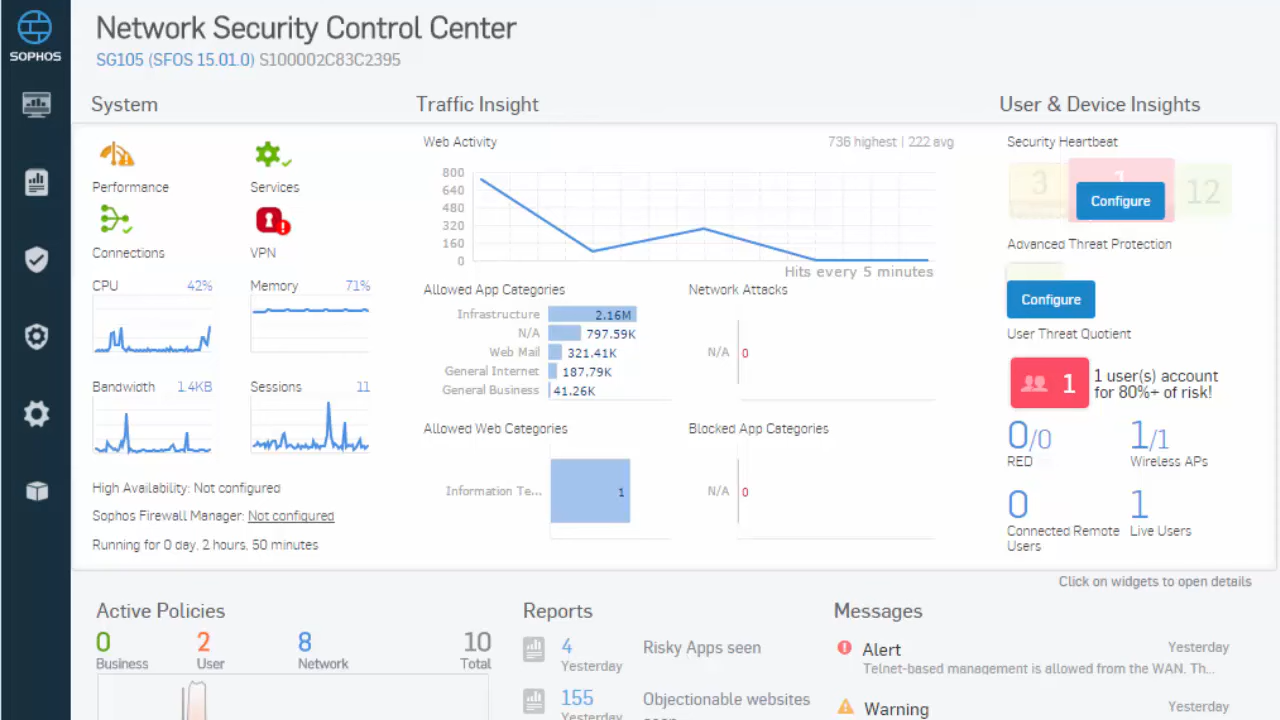 SOPHOS
Network Security Control Center
SG105 (SFOS 15.01.0) S100002C83C2395
System
Performance
Services
Connections
VPN
CPU 42%
Memory 71%
Bandwidth 1.4KB
Sessions 11
High Availability: Not configured
Sophos Firewall Manager: Not configured
Running for 0 day, 2 hours, 50 minutes
Traffic Insight
Web Activity
736 highest | 222 avg
800
640
480
320
160
0
Hits every 5 minutes
Allowed App Categories
Infrastructure 2.16M
N/A 797.59K
Web Mail 321.41K
General Internet 187.79K
General Business 41.26K
Network Attacks
N/A 0
Allowed Web Categories
Information Te... 1
Blocked App Categories
N/A 0
User & Device Insights
Security Heartbeat
3
1
12
Configure
Advanced Threat Protection
Configure
User Threat Quotient
1
1 user(s) account
for 80%+ of risk!
0/0
RED
1/1
Wireless APs
0
Connected Remote
Users
1
Live Users
Click on widgets to open details
Active Policies
0
Business
2
User
8
Network
10
Total
Reports
4
Yesterday
Risky Apps seen
155
Yesterday
Objectionable websites
seen
Messages
Alert
Yesterday
Telnet-based management is allowed from the WAN. Th...
Warning
Yesterday